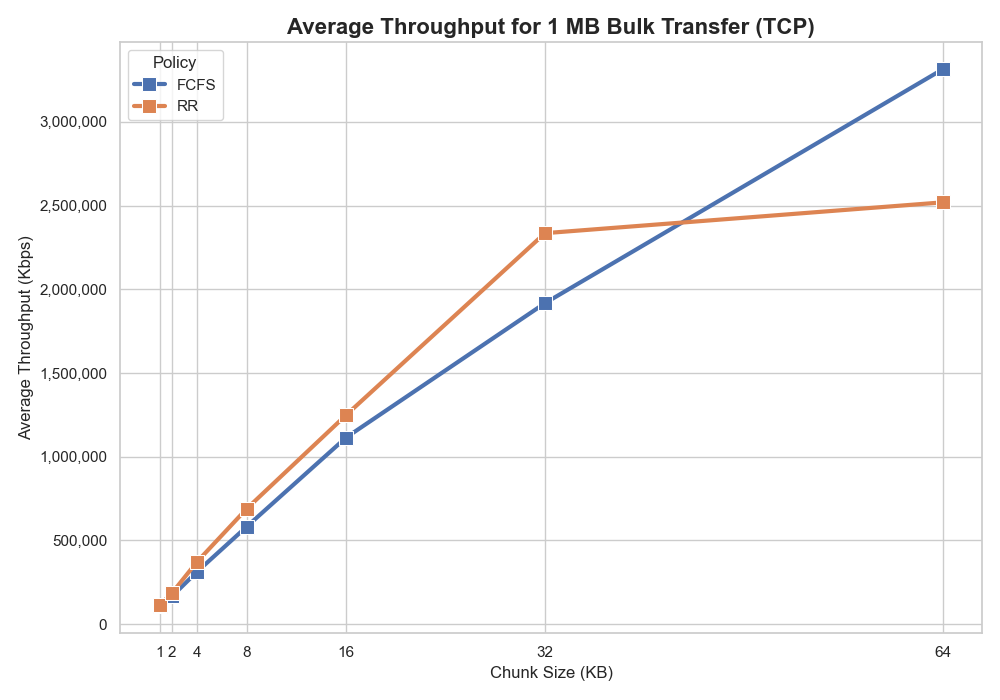 Average Throughput for 1 MB Bulk Transfer (TCP)
Policy
FCFS
RR
Average Throughput (Kbps)
3,000,000
2,500,000
2,000,000
1,500,000
1,000,000
500,000
0
1 2 4 8 16 32 64
Chunk Size (KB)